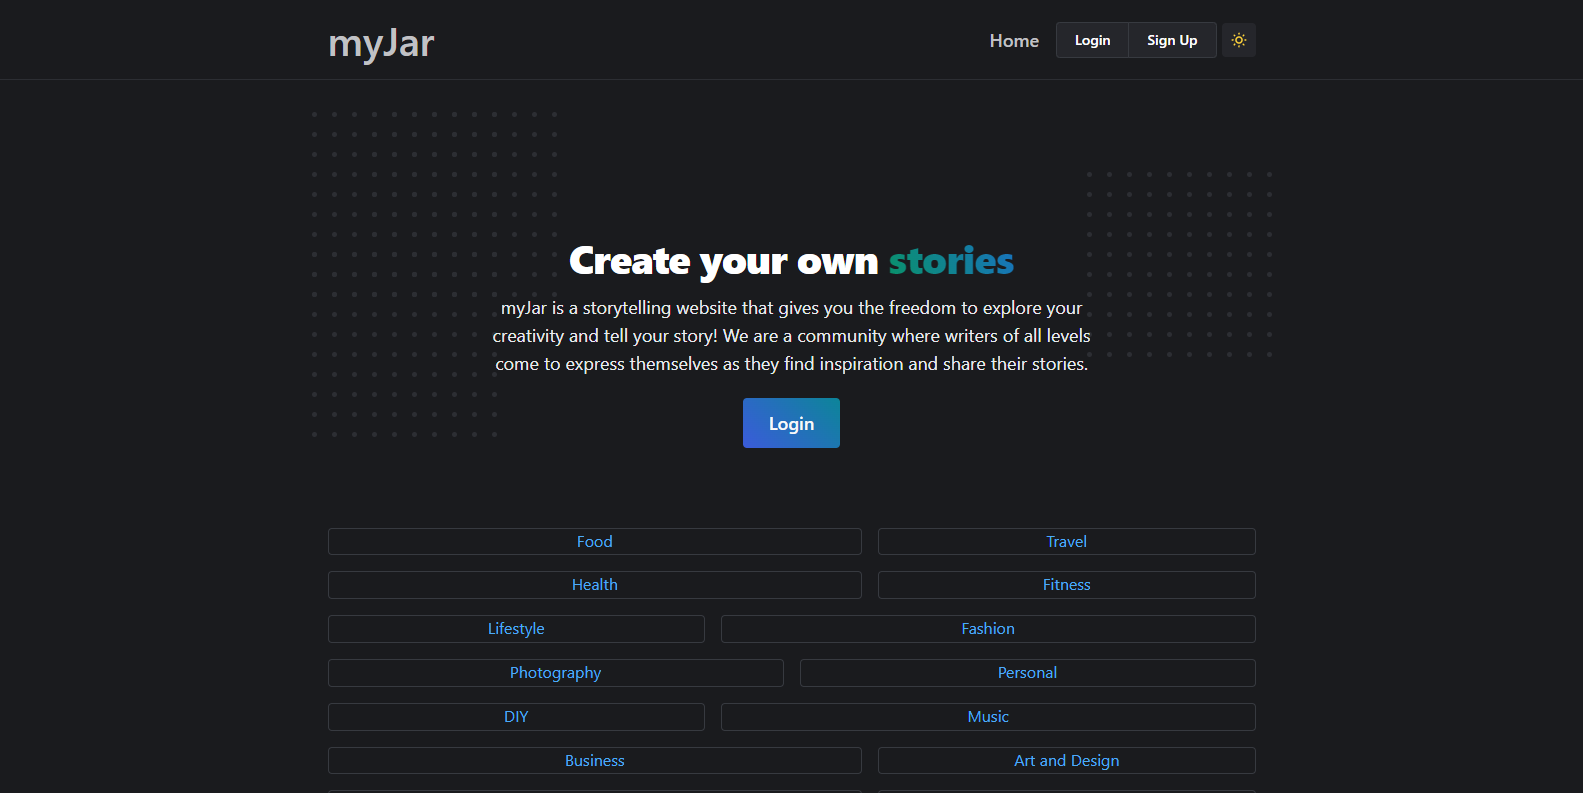 myJar
Home
Login
Sign Up
Create your own stories
myJar is a storytelling website that gives you the freedom to explore your
creativity and tell your story! We are a community where writers of all levels
come to express themselves as they find inspiration and share their stories.
Login
Food
Travel
Health
Fitness
Lifestyle
Fashion
Photography
Personal
DIY
Music
Business
Art and Design